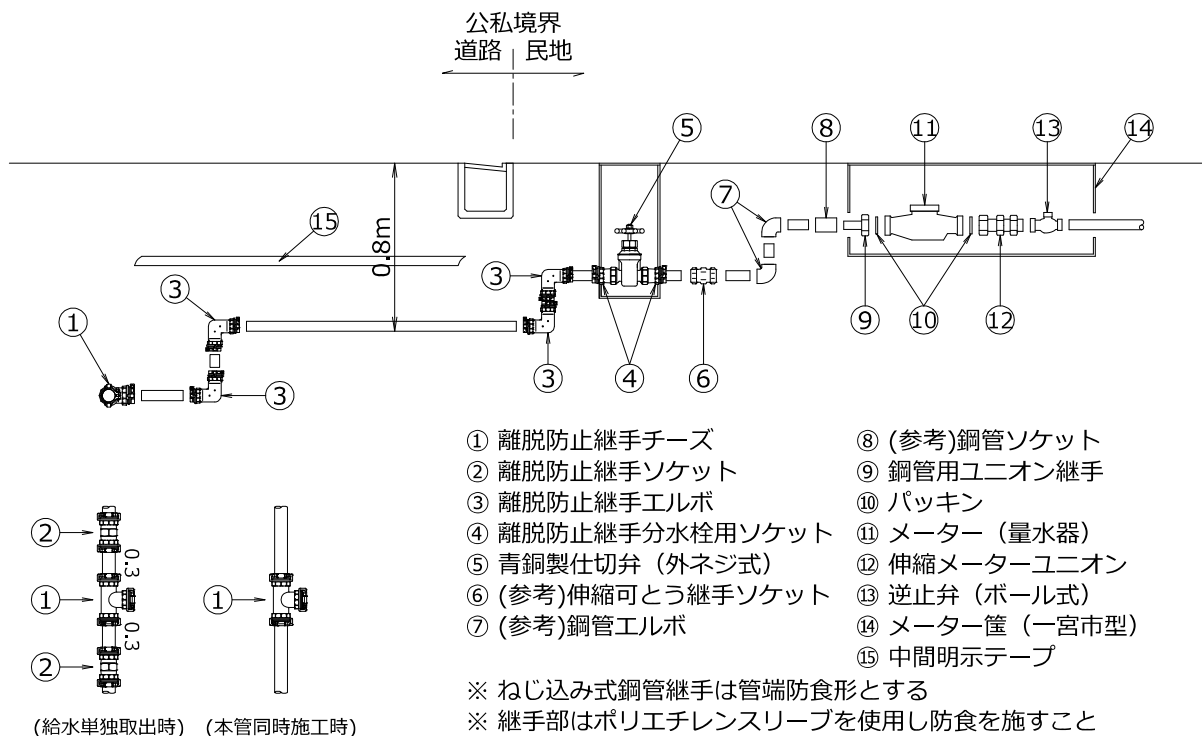 公私境界
道路 民地
⑤
⑧
⑪
⑬
⑭
⑦
⑮
0.8m
③
③
①
③
③
④
⑥
⑨
⑩
⑫
② 
0.3
①
0.3
②
①
(給水単独取出時)
(本管同時施工時)
① 離脱防止継手チーズ
② 離脱防止継手ソケット
③ 離脱防止継手エルボ
④ 離脱防止継手分水栓用ソケット
⑤ 青銅製仕切弁（外ネジ式）
⑥ (参考)伸縮可とう継手ソケット
⑦ (参考)鋼管エルボ
⑧ (参考)鋼管ソケット
⑨ 鋼管用ユニオン継手
⑩ パッキン
⑪ メーター（量水器）
⑫ 伸縮メーターユニオン
⑬ 逆止弁（ボール式）
⑭ メーター筐（一宮市型）
⑮ 中間明示テープ
※ ねじ込み式鋼管継手は管端防食形とする
※ 継手部はポリエチレンスリーブを使用し防食を施すこと